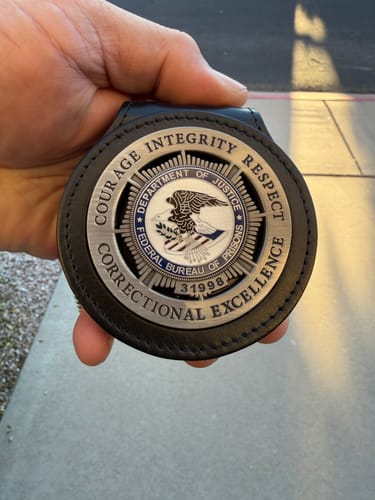 COURAGE INTEGRITY RESPECT
CORRECTIONAL EXCELLENCE
DEPARTMENT OF JUSTICE
FEDERAL BUREAU OF PRISONS
31998